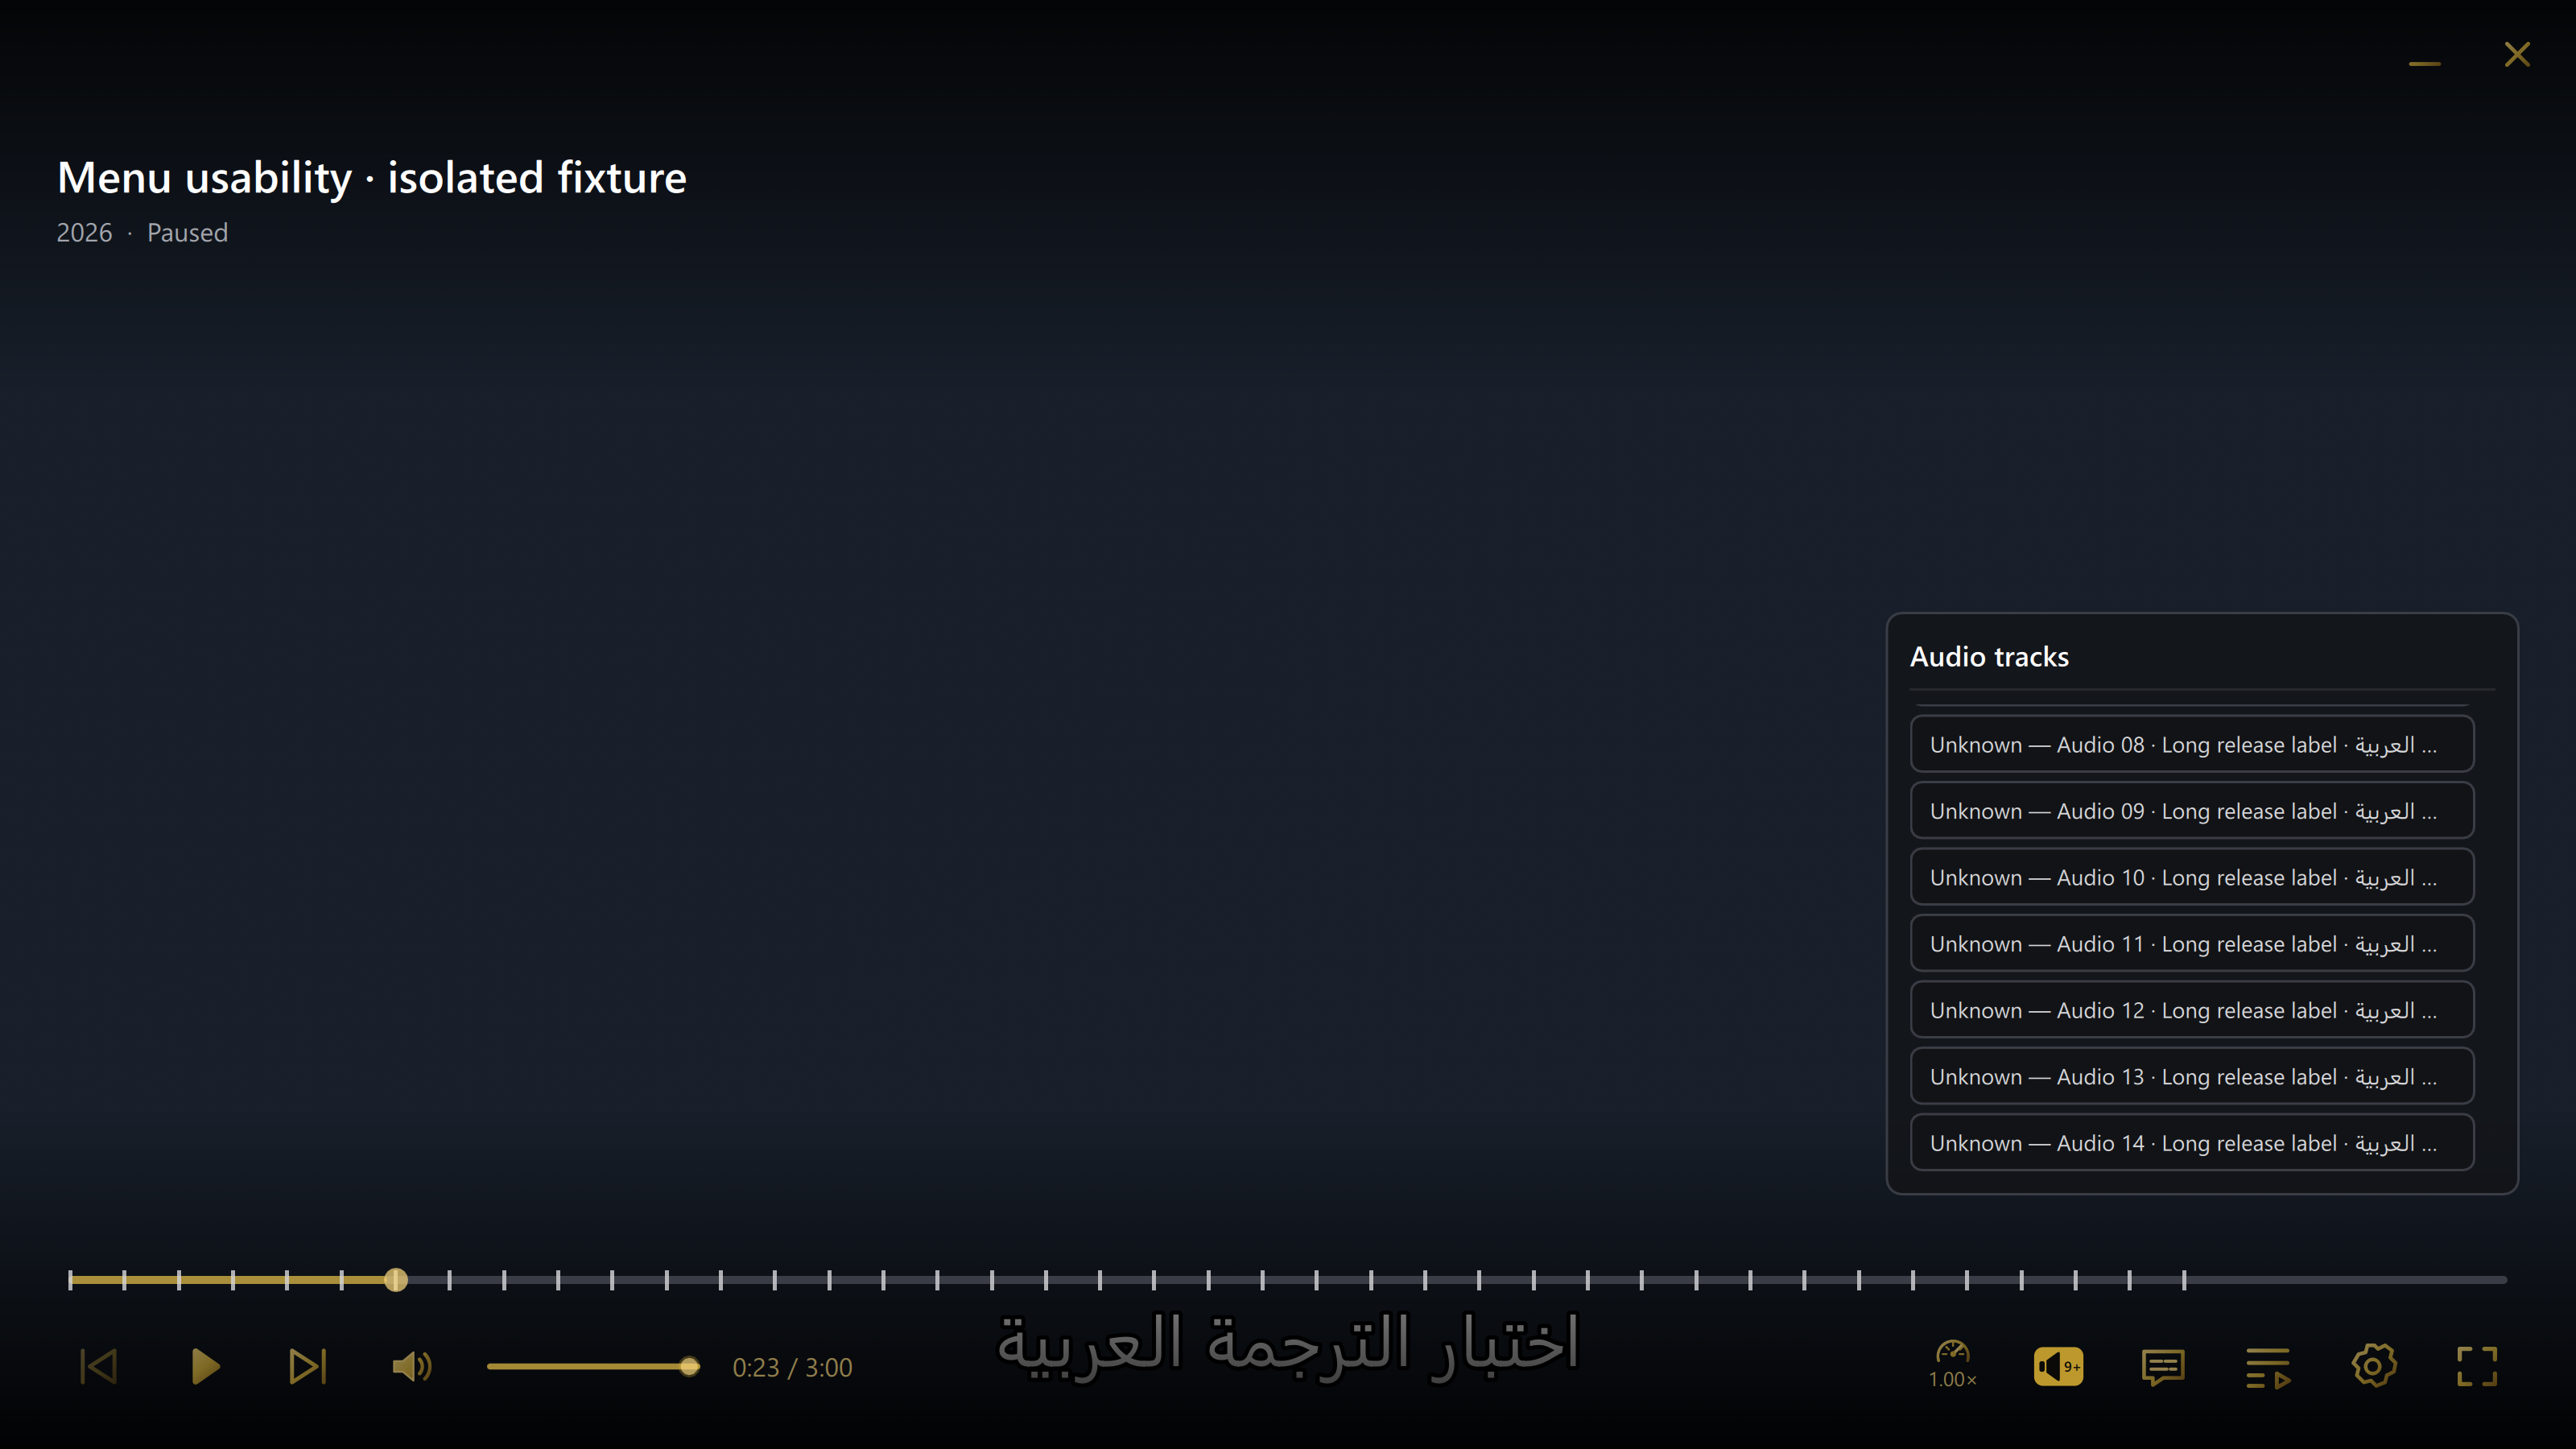 Menu usability · isolated fixture
2026 · Paused
Audio tracks
Unknown — Audio 08 · Long release label · العربية ...
Unknown — Audio 09 · Long release label · العربية ...
Unknown — Audio 10 · Long release label · العربية ...
Unknown — Audio 11 · Long release label · العربية ...
Unknown — Audio 12 · Long release label · العربية ...
Unknown — Audio 13 · Long release label · العربية ...
Unknown — Audio 14 · Long release label · العربية ...
0:23 / 3:00
اختبار الترجمة العربية
1.00×
9+